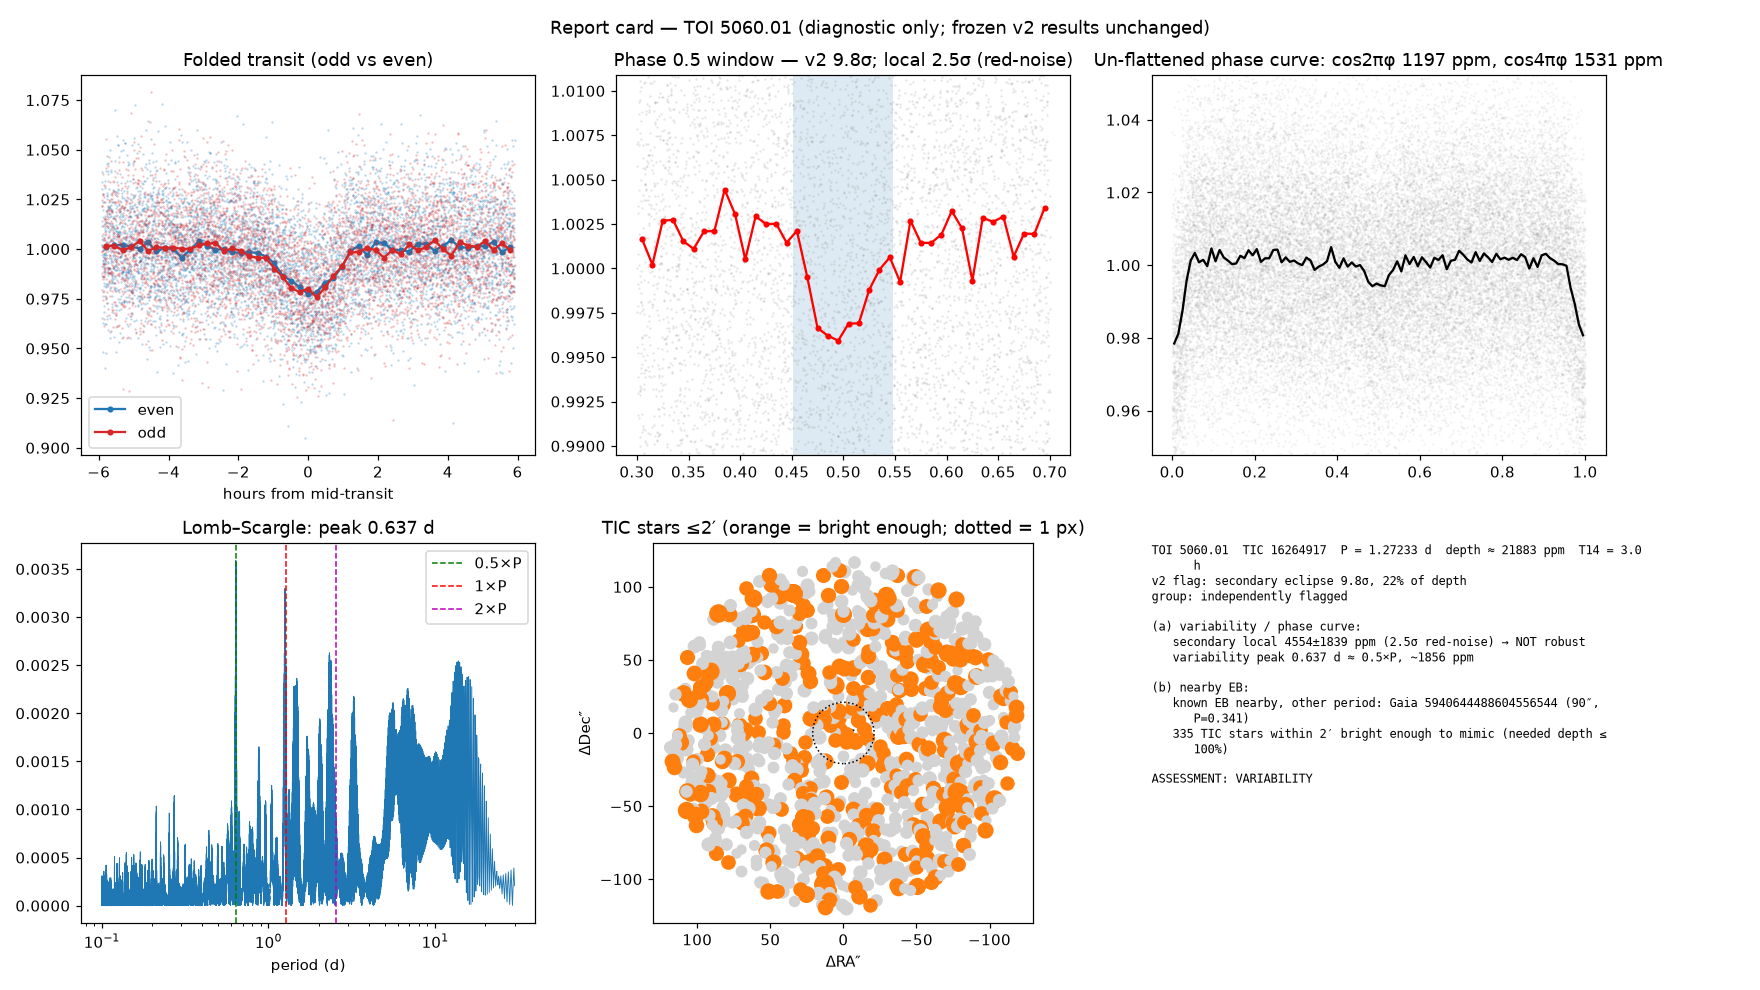 Report card — TOI 5060.01 (diagnostic only; frozen v2 results unchanged)
Folded transit (odd vs even)
1.075
1.050
1.025
1.000
0.975
0.950
0.925
0.900
even
odd
−6
−4
−2
0
2
4
6
hours from mid-transit
Phase 0.5 window — v2 9.8σ; local 2.5σ (red-noise)
1.0100
1.0075
1.0050
1.0025
1.0000
0.9975
0.9950
0.9925
0.9900
0.30
0.35
0.40
0.45
0.50
0.55
0.60
0.65
0.70
Un-flattened phase curve: cos2πφ 1197 ppm, cos4πφ 1531 ppm
1.04
1.02
1.00
0.98
0.96
0.0
0.2
0.4
0.6
0.8
1.0
Lomb–Scargle: peak 0.637 d
0.0035
0.0030
0.0025
0.0020
0.0015
0.0010
0.0005
0.0000
0.5×P
1×P
2×P
10⁻¹
10⁰
10¹
period (d)
TIC stars ≤2′ (orange = bright enough; dotted = 1 px)
ΔDec″
100
50
0
−50
−100
100
50
0
−50
−100
ΔRA″
TOI 5060.01  TIC 16264917  P = 1.27233 d  depth ≈ 21883 ppm  T14 = 3.0
h
v2 flag: secondary eclipse 9.8σ, 22% of depth
group: independently flagged
(a) variability / phase curve:
secondary local 4554±1839 ppm (2.5σ red-noise) → NOT robust
variability peak 0.637 d ≈ 0.5×P, ~1856 ppm
(b) nearby EB:
known EB nearby, other period: Gaia 5940644488604556544 (90″,
P=0.341)
335 TIC stars within 2′ bright enough to mimic (needed depth ≤
100%)
ASSESSMENT: VARIABILITY